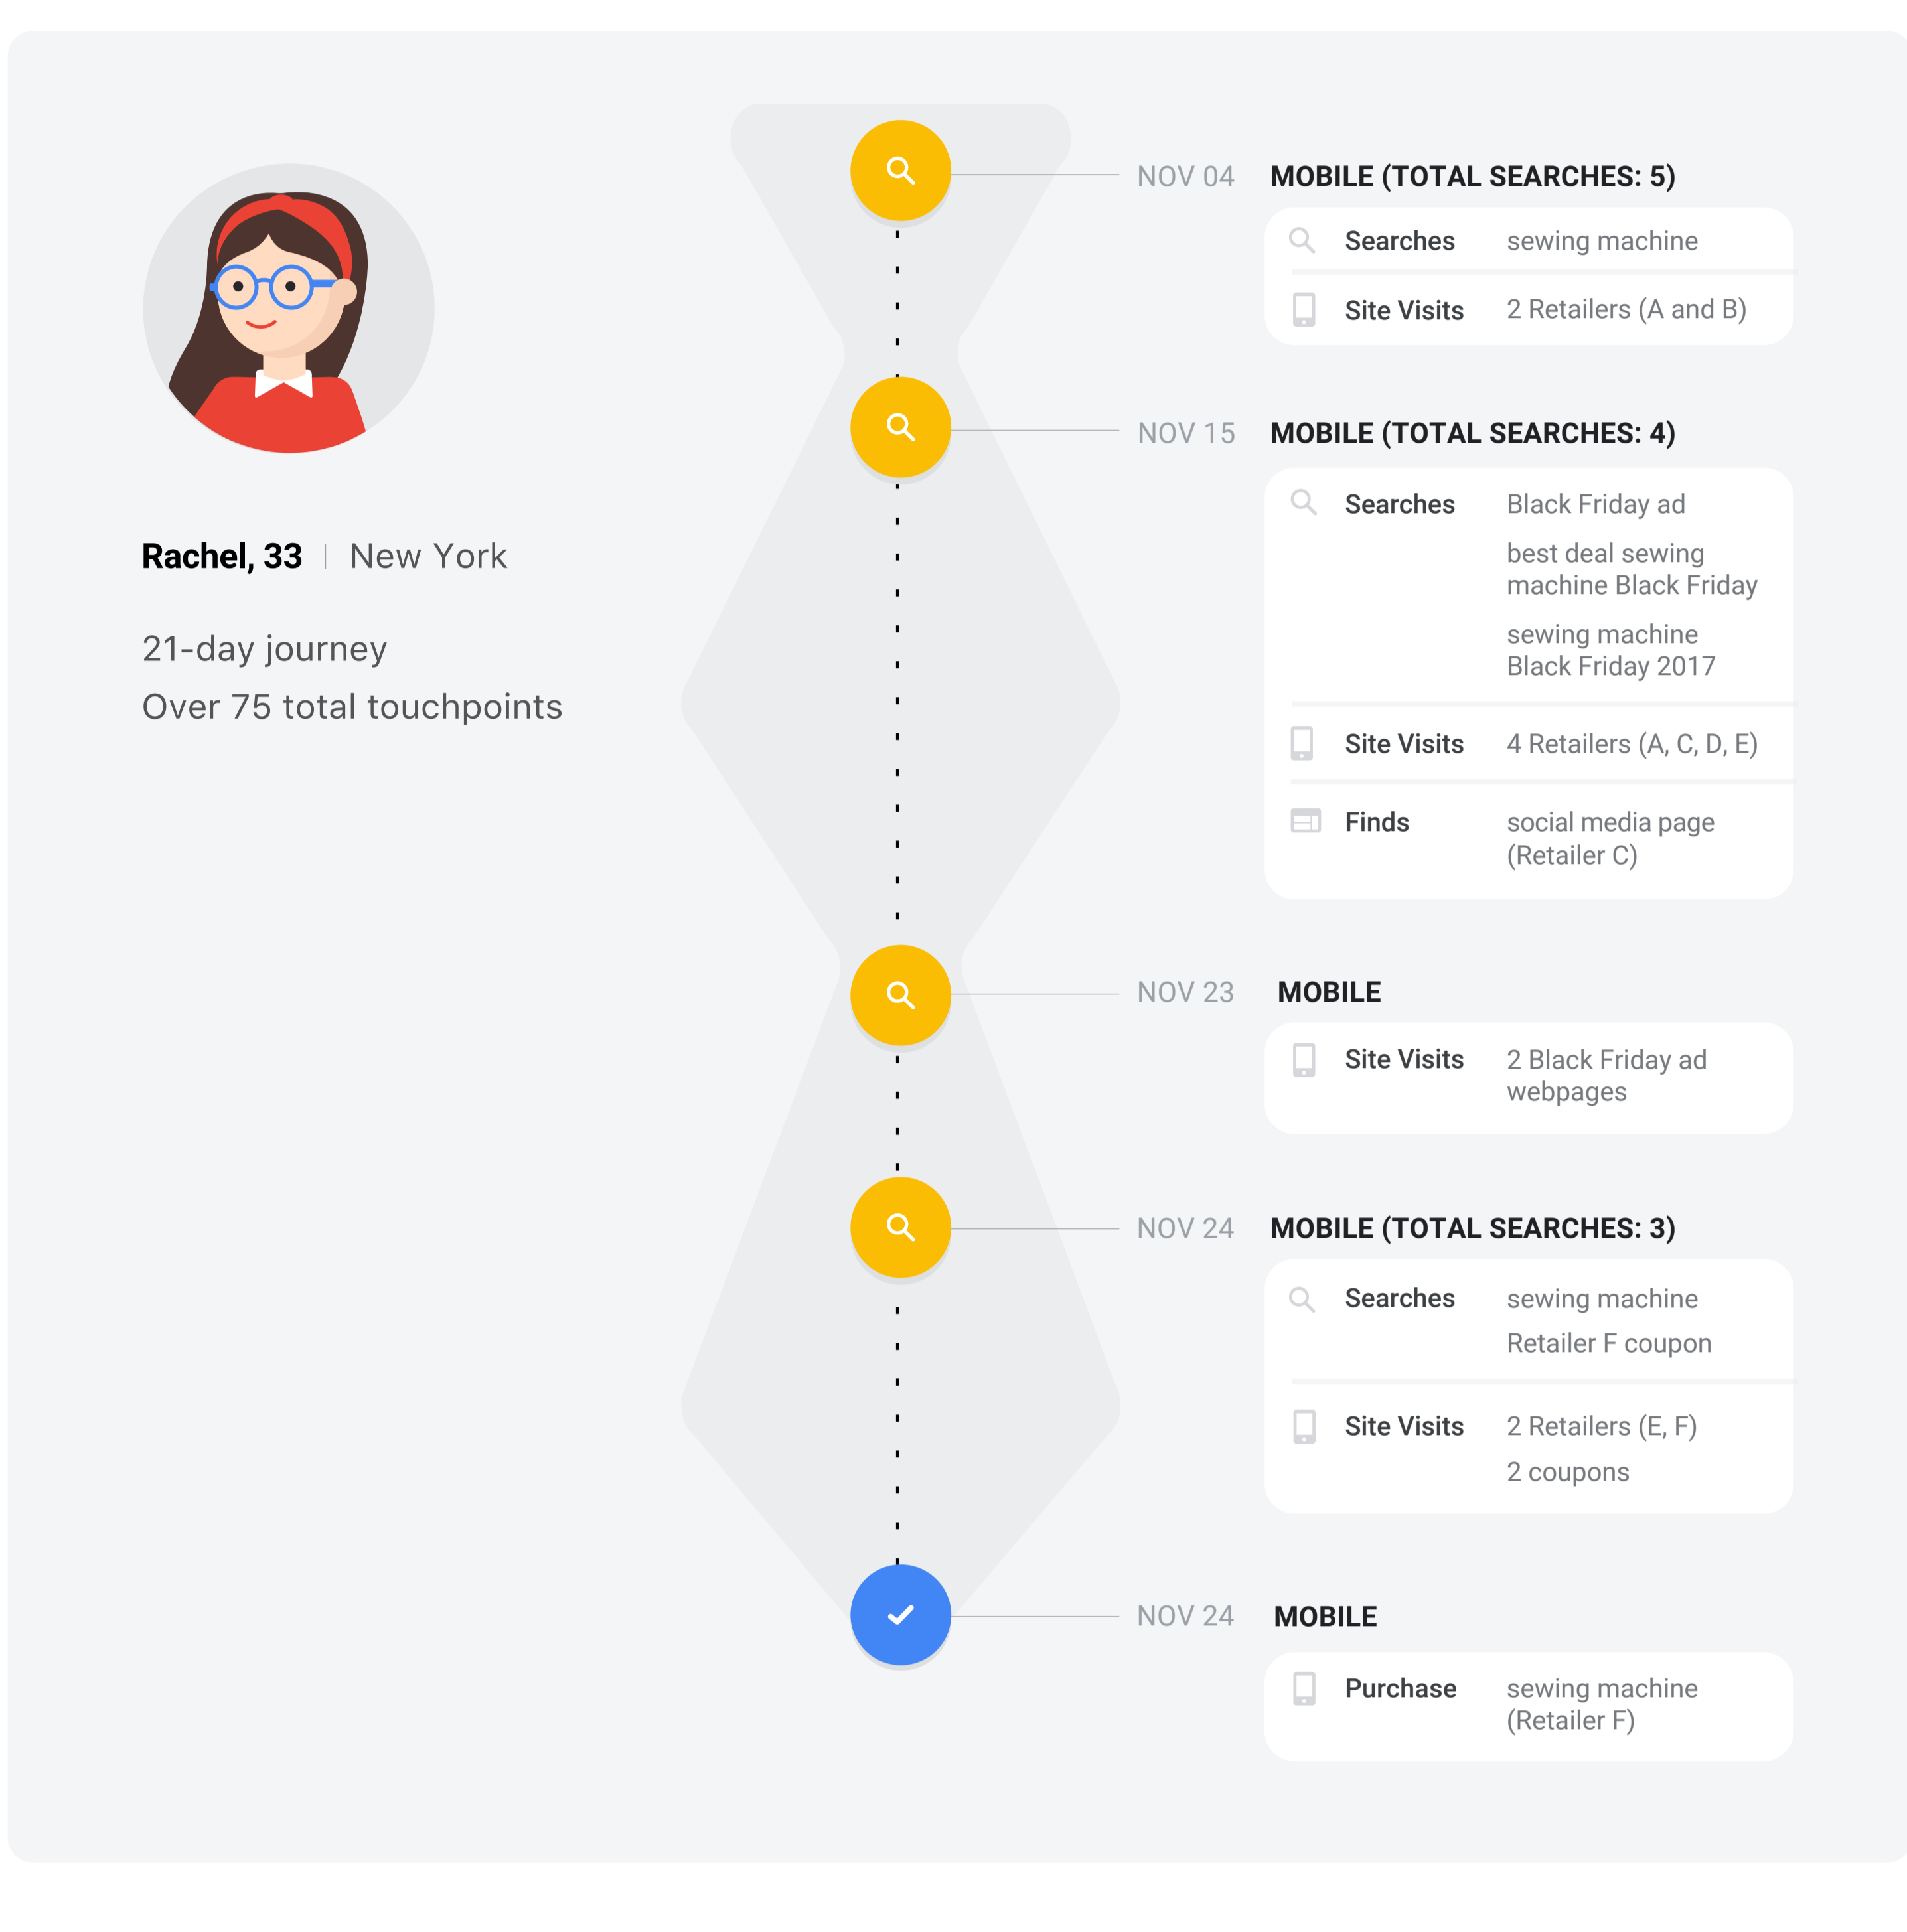 Rachel, 33 | New York
21-day journey
Over 75 total touchpoints
NOV 04 MOBILE (TOTAL SEARCHES: 5)
Searches sewing machine
Site Visits 2 Retailers (A and B)
NOV 15 MOBILE (TOTAL SEARCHES: 4)
Searches Black Friday ad
best deal sewing
machine Black Friday
sewing machine
Black Friday 2017
Site Visits 4 Retailers (A, C, D, E)
Finds social media page
(Retailer C)
NOV 23 MOBILE
Site Visits 2 Black Friday ad
webpages
NOV 24 MOBILE (TOTAL SEARCHES: 3)
Searches sewing machine
Retailer F coupon
Site Visits 2 Retailers (E, F)
2 coupons
NOV 24 MOBILE
Purchase sewing machine
(Retailer F)